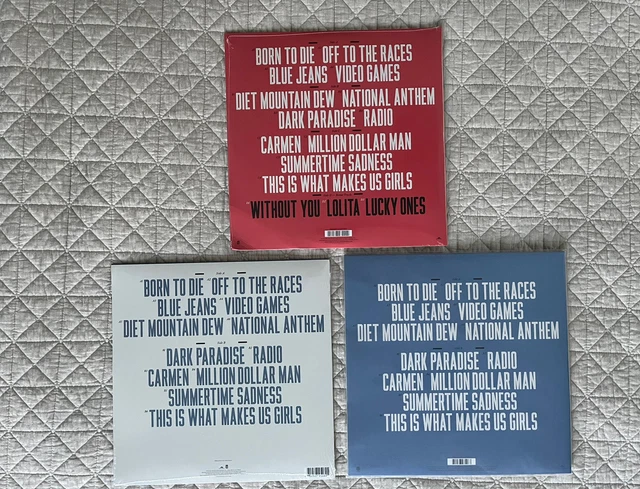 BORN TO DIE OFF TO THE RACES
BLUE JEANS VIDEO GAMES
DIET MOUNTAIN DEW NATIONAL ANTHEM
DARK PARADISE RADIO
CARMEN MILLION DOLLAR MAN
SUMMERTIME SADNESS
THIS IS WHAT MAKES US GIRLS
WITHOUT YOU LOLITA LUCKY ONES
BORN TO DIE OFF TO THE RACES
BLUE JEANS VIDEO GAMES
DIET MOUNTAIN DEW NATIONAL ANTHEM
DARK PARADISE RADIO
CARMEN MILLION DOLLAR MAN
SUMMERTIME SADNESS
THIS IS WHAT MAKES US GIRLS
BORN TO DIE OFF TO THE RACES
BLUE JEANS VIDEO GAMES
DIET MOUNTAIN DEW NATIONAL ANTHEM
DARK PARADISE RADIO
CARMEN MILLION DOLLAR MAN
SUMMERTIME SADNESS
THIS IS WHAT MAKES US GIRLS